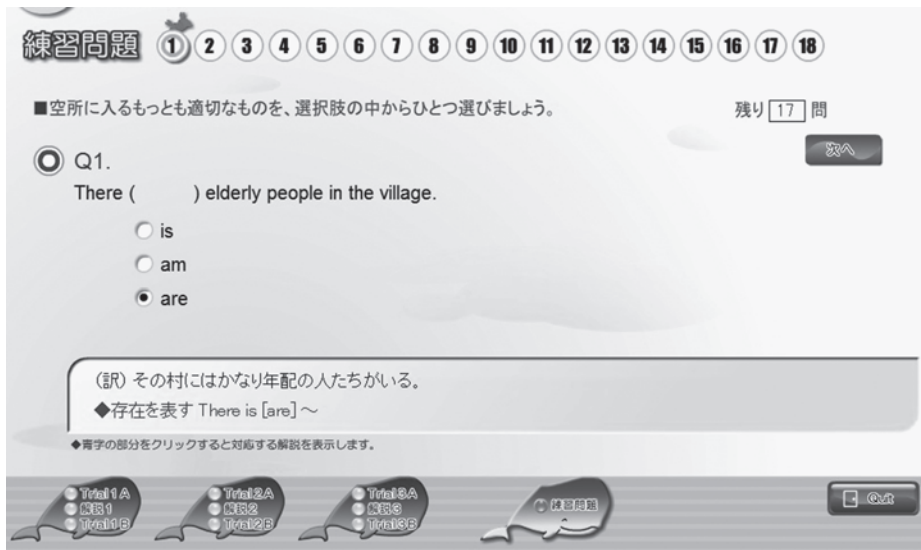 練習問題 1 2 3 4 5 6 7 8 9 10 11 12 13 14 15 16 17 18
■空所に入るもっとも適切なものを、選択肢の中からひとつ選びましょう。 残り 17 問
次へ
Q1.
There ( ) elderly people in the village.
is
am
are
(訳) その村にはかなり年配の人たちがいる。
◆存在を表す There is [are] ～
◆青字の部分をクリックすると対応する解説を表示します。
Trial 1A
解説1
Trial 1B
Trial 2A
解説2
Trial 2B
Trial 3A
解説3
Trial 3B
練習問題
Quit